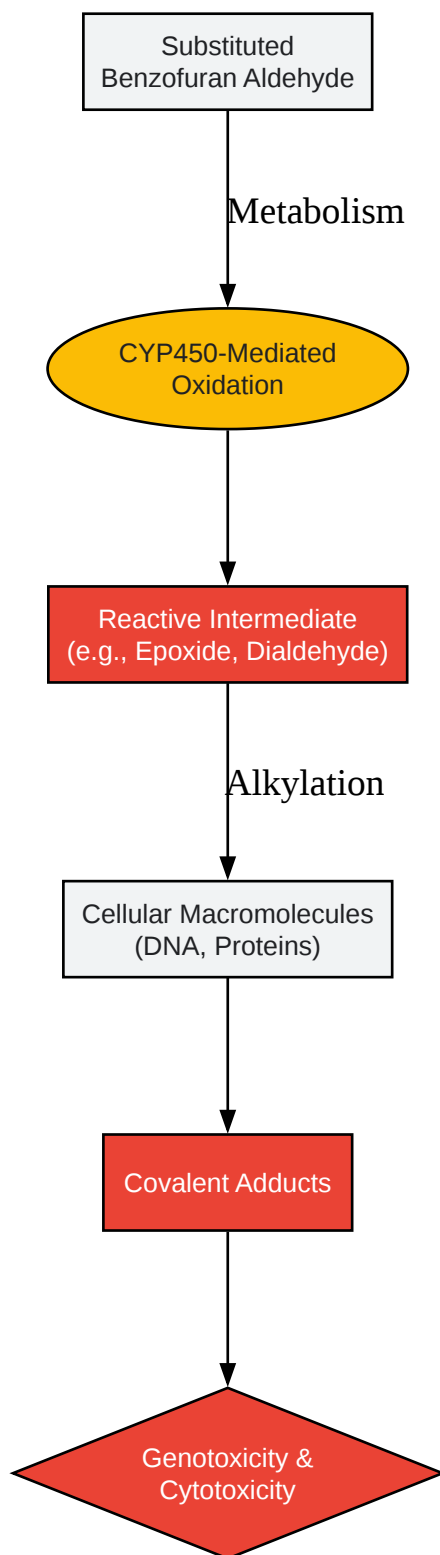 Substituted
Benzofuran Aldehyde
Metabolism
CYP450-Mediated
Oxidation
Reactive Intermediate
(e.g., Epoxide, Dialdehyde)
Alkylation
Cellular Macromolecules
(DNA, Proteins)
Covalent Adducts
Genotoxicity &
Cytotoxicity